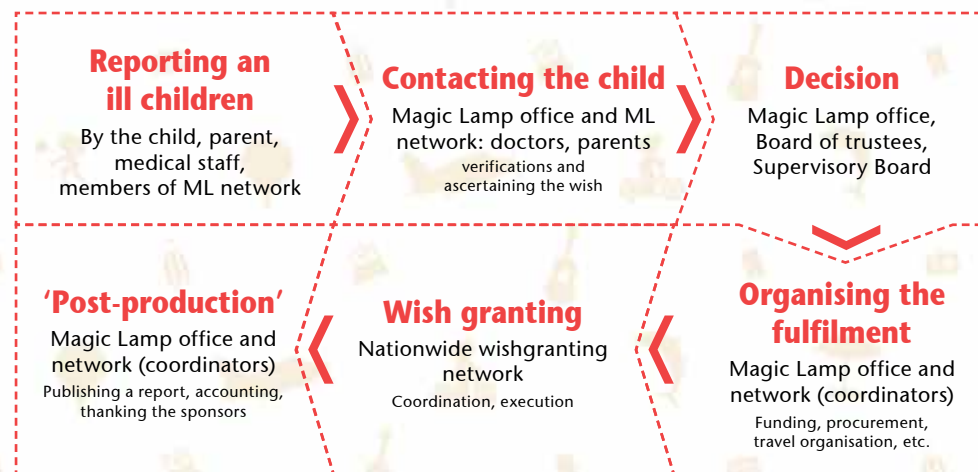 Reporting an
ill children
By the child, parent,
medical staff,
members of ML network
Contacting the child
Magic Lamp office and ML
network: doctors, parents
verifications and
ascertaining the wish
Decision
Magic Lamp office,
Board of trustees,
Supervisory Board
Organising the
fulfilment
Magic Lamp office and
network (coordinators)
Funding, procurement,
travel organisation, etc.
Wish granting
Nationwide wishgranting
network
Coordination, execution
'Post-production'
Magic Lamp office and
network (coordinators)
Publishing a report, accounting,
thanking the sponsors